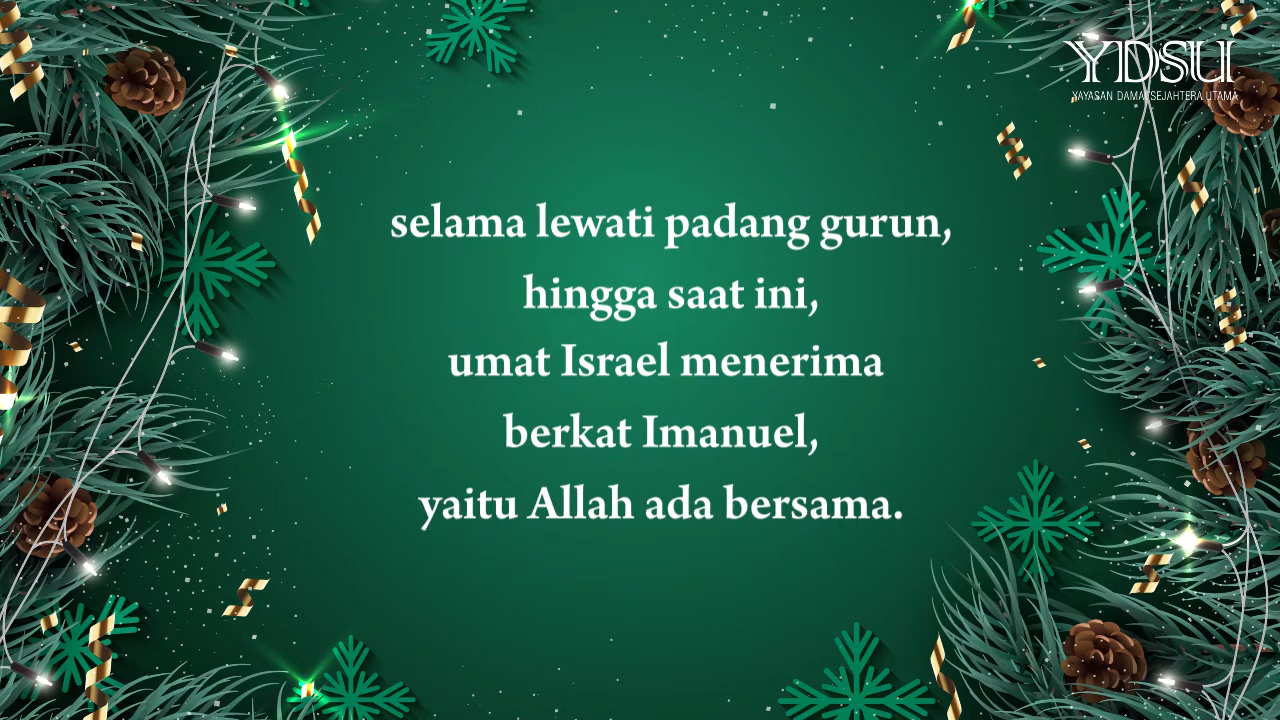 YDSU
YAYASAN DAMAI SEJAHTERA UTAMA
selama lewati padang gurun,
hingga saat ini,
umat Israel menerima
berkat Imanuel,
yaitu Allah ada bersama.